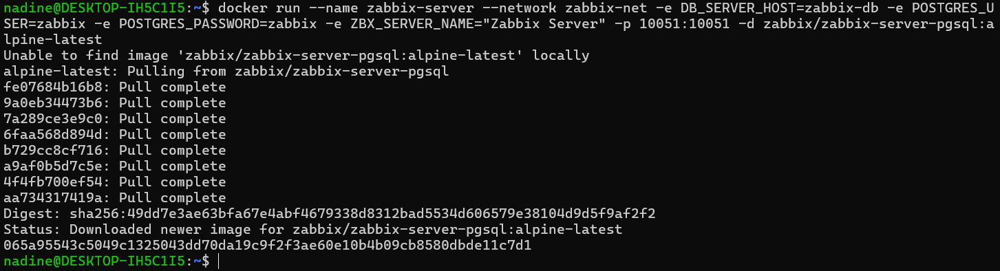 nadine@DESKTOP-IH5C1I5:~$ docker run --name zabbix-server --network zabbix-net -e DB_SERVER_HOST=zabbix-db -e POSTGRES_U
SER=zabbix -e POSTGRES_PASSWORD=zabbix -e ZBX_SERVER_NAME="Zabbix Server" -p 10051:10051 -d zabbix/zabbix-server-pgsql:a
lpine-latest
Unable to find image 'zabbix/zabbix-server-pgsql:alpine-latest' locally
alpine-latest: Pulling from zabbix/zabbix-server-pgsql
fe07684b16b8: Pull complete
9a0eb34473b6: Pull complete
7a289ce3e9c0: Pull complete
6faa568d894d: Pull complete
b729cc8cf716: Pull complete
a9af0b5d7c5e: Pull complete
4f4fb700ef54: Pull complete
aa734317419a: Pull complete
Digest: sha256:49dd7e3ae63bfa67e4abf4679338d8312bad5534d606579e38104d9d5f9af2f2
Status: Downloaded newer image for zabbix/zabbix-server-pgsql:alpine-latest
065a95543c5049c1325043dd70da19c9f2f3ae60e10b4b09cb8580dbde11c7d1
nadine@DESKTOP-IH5C1I5:~$